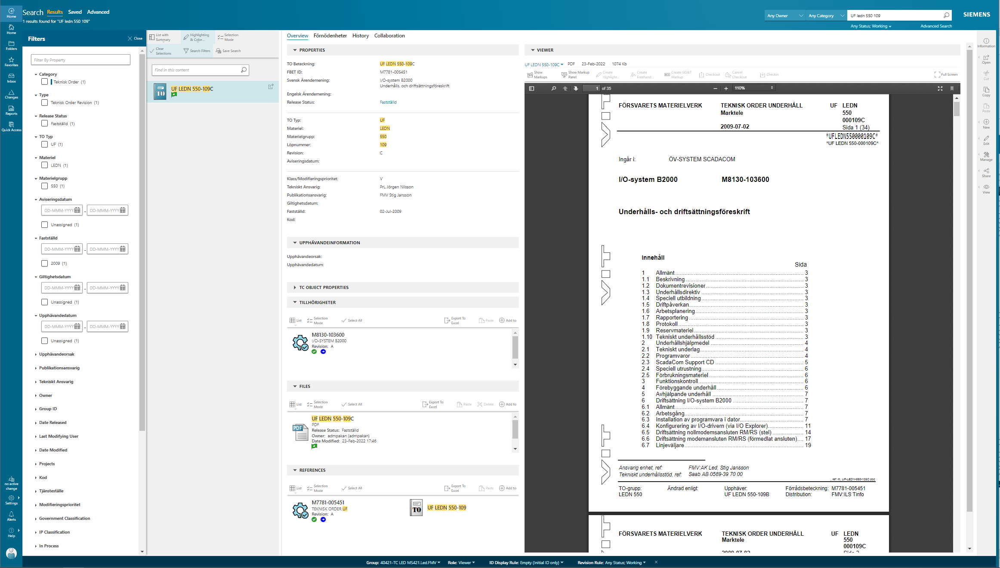 Home
Home
Folders
Favorites
Inbox
Changes
Reports
Quick Access
no active
change
Settings
Alerts
Help
Search Results Saved Advanced
1 results found for "UF ledn 550 109"
Any Owner
Any Category
UF ledn 550 109
SIEMENS
Any Status; Working
Advanced Search
Filters
Close
Filter By Property
Category
Teknisk Order (1)
Type
Teknisk Order Revision (1)
Release Status
Fastställd (1)
TO Typ
UF (1)
Materiel
LEDN (1)
Materielgrupp
550 (1)
Aviseringsdatum
DD-MMM-YYYY - DD-MMM-YYYY
Unassigned (1)
Fastställd
DD-MMM-YYYY - DD-MMM-YYYY
2009 (1)
Giltighetsdatum
DD-MMM-YYYY - DD-MMM-YYYY
Unassigned (1)
Upphävandedatum
DD-MMM-YYYY - DD-MMM-YYYY
Unassigned (1)
Upphävandeorsak
Publikationsansvarig
Tekniskt Ansvarig
Owner
Group ID
Date Released
Last Modifying User
Date Modified
Projects
Kod
Tjänsteställe
Modifieringsprioritet
Government Classification
IP Classification
In Process
List with
Summary
Highlighting
& Color...
Selection
Mode
Clear
Selections
Search Filters
Save Search
Find in this content
TO
UF LEDN 550-109C
Overview Förnödenheter History Collaboration
PROPERTIES
TO Beteckning: UF LEDN 550-109C
FBET ID: M7781-005451
Svensk Ärendemening: I/O-system B2000
Underhålls. och driftsättningsföreskrift
Engelsk Ärendemening:
Release Status: Fastställd
TO Typ: UF
Materiel: LEDN
Materielgrupp: 550
Löpnummer: 109
Revision: C
Aviseringsdatum:
Klass/Modifieringsprioritet: V
Tekniskt Ansvarig: PrL Jörgen Nilsson
Publikationsansvarig: FMV Stig Jansson
Giltighetsdatum:
Fastställd: 02-Jul-2009
Kod:
UPPHÄVANDEINFORMATION
Upphävandeorsak:
Upphävandedatum:
TC OBJECT PROPERTIES
TILLHÖRIGHETER
List
Selection
Mode
Select All
Export To
Excel
Paste
Add to
M8130-103600
I/O-SYSTEM B2000
Revision: A
FILES
List
Selection
Mode
Select All
Export To
Excel
Paste
Delete
Add to
PDF
UF LEDN 550-109C
PDF
Release Status: Fastställd
Owner: admpakan (admpakan)
Date Modified: 23-Feb-2022 17:46
REFERENCES
List
Selection
Mode
Select All
Export To
Excel
Paste
Add to
M7781-005451
TEKNISK ORDER UF
Revision: A
TO
UF LEDN 550-109
VIEWER
UF LEDN 550-109C PDF 23-Feb-2022 1074 Kb
Show
Markups
Show Markup
Panel
Create
Highlight...
Create
Freehand...
Create GD&T
Markup
Checkout
Cancel
Checkout
Checkin
Full Screen
1 of 35
110%
FÖRSVARETS MATERIELVERK TEKNISK ORDER UNDERHÅLL UF LEDN
Marktele 550
000109C
2009-07-02 Sida 1 (34)
*UFLEDN550000109C*
*UF LEDN 550-000109C*
Ingår i: ÖV-SYSTEM SCADACOM
I/O-system B2000 M8130-103600
Underhålls- och driftsättningsföreskrift
Innehåll
Sida
1 Allmänt 3
1.1 Beskrivning 3
1.2 Dokumentrevisioner 3
1.3 Underhållsdirektiv 3
1.4 Speciell utbildning 3
1.5 Driftpåverkan 3
1.6 Arbetsplanering 3
1.7 Rapportering 3
1.8 Protokoll 3
1.9 Reservmateriel 3
1.10 Tekniskt underhållsstöd 3
2 Underhållshjälpmedel 4
2.1 Tekniskt underlag 4
2.2 Programvaror 4
2.3 ScadaCom Support CD 5
2.4 Speciell utrustning 6
2.5 Förbrukningsmateriel 6
3 Funktionskontroll 6
4 Förebyggande underhåll 6
5 Avhjälpande underhåll 7
6 Driftsättning I/O-system B2000 7
6.1 Allmänt 7
6.2 Arbetsgång 7
6.3 Installation av programvara i dator 7
6.4 Konfigurering av I/O-drivern (via I/O Explorer) 11
6.5 Driftsättning nollmodemsansluten RM/RS (stel) 14
6.6 Driftsättning modemansluten RM/RS (förmedlat ansluten) 17
6.7 Linjeväljare 19
Ansvarig enhet, ref: FMV:AK Led, Stig Jansson
Tekniskt underhållsstöd, ref: Saab AB 0589-39 70 00
, ref: m, UF-LEDN-550-109C.doc
TO-grupp: Ändrad enligt: Upphäver: Förrådsbeteckning: M7781-005451
LEDN 550 UF LEDN 550-109B Distribution: FMV:ILS Tinfo
FÖRSVARETS MATERIELVERK TEKNISK ORDER UNDERHÅLL UF LEDN
Marktele 550
000109C
2009-07-02 Sida 2
Information
Open
Cut
Copy
Paste
New
Edit
Manage
Share
View
Group: 40421-TC LED MS421.Led.FMV Role: Viewer ID Display Rule: Empty (Initial ID only) Revision Rule: Any Status; Working